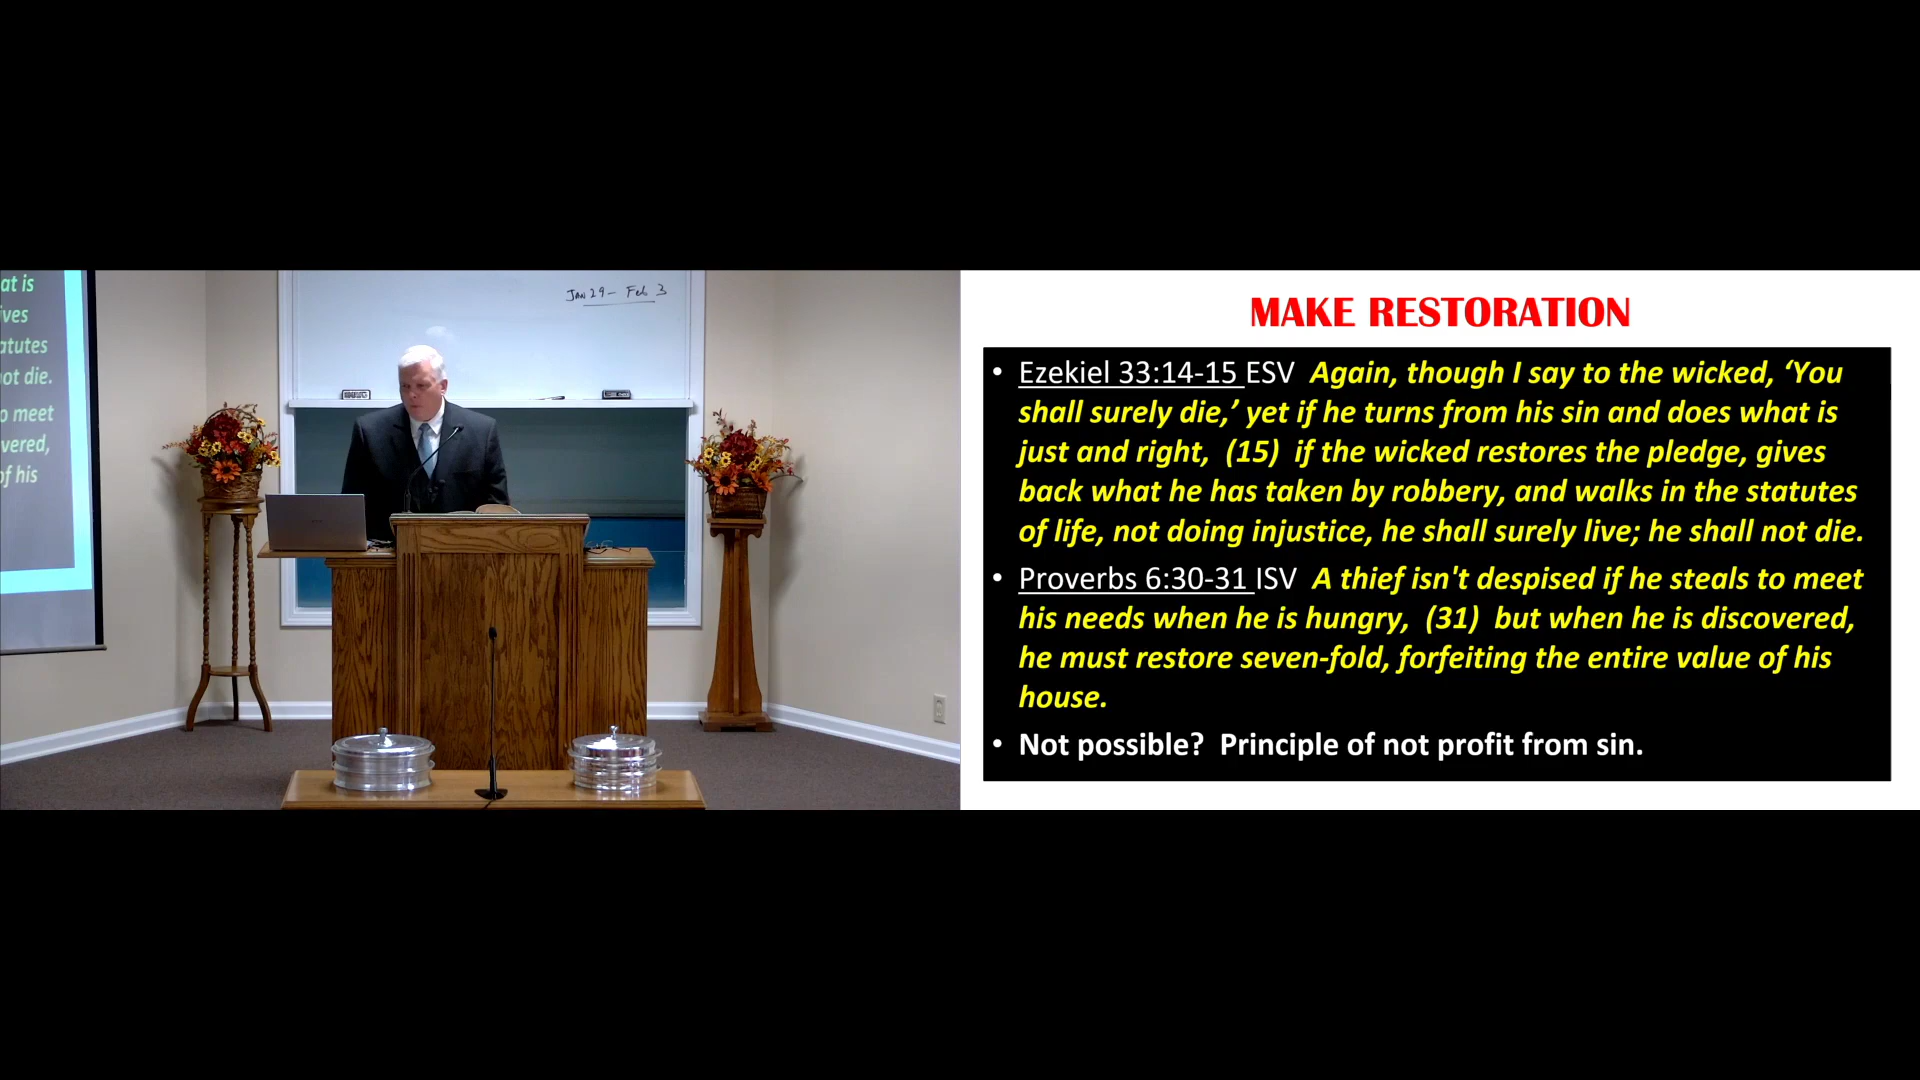 at is
ives
atutes
not die.
o meet
vered,
of his
Jan 29 - Feb 3
MAKE RESTORATION
• Ezekiel 33:14-15 ESV Again, though I say to the wicked, ‘You
shall surely die,’ yet if he turns from his sin and does what is
just and right, (15) if the wicked restores the pledge, gives
back what he has taken by robbery, and walks in the statutes
of life, not doing injustice, he shall surely live; he shall not die.
• Proverbs 6:30-31 ISV A thief isn't despised if he steals to meet
his needs when he is hungry, (31) but when he is discovered,
he must restore seven-fold, forfeiting the entire value of his
house.
• Not possible? Principle of not profit from sin.